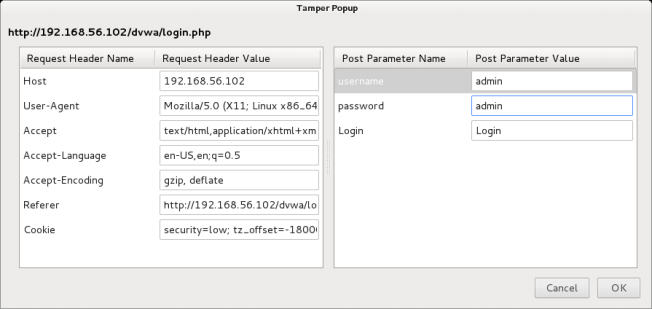 Tamper Popup
http://192.168.56.102/dvwa/login.php
Request Header Name Request Header Value
Host 192.168.56.102
User-Agent Mozilla/5.0 (X11; Linux x86_64
Accept text/html,application/xhtml+xm
Accept-Language en-US,en;q=0.5
Accept-Encoding gzip, deflate
Referer http://192.168.56.102/dvwa/lo
Cookie security=low; tz_offset=-1800
Post Parameter Name Post Parameter Value
username admin
password admin
Login Login
Cancel OK